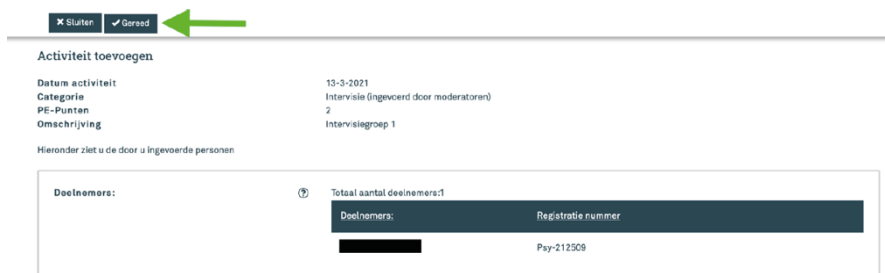 ✖ Sluiten ✔ Gereed
Activiteit toevoegen
Datum activiteit 13-3-2021
Categorie Intervisie (ingevoerd door moderatoren)
PE-Punten 2
Omschrijving Intervisiegroep 1
Hieronder ziet u de door u ingevoerde personen
Deelnemers: ? Totaal aantal deelnemers:1
Deelnemers: Registratie nummer
Psy-212509